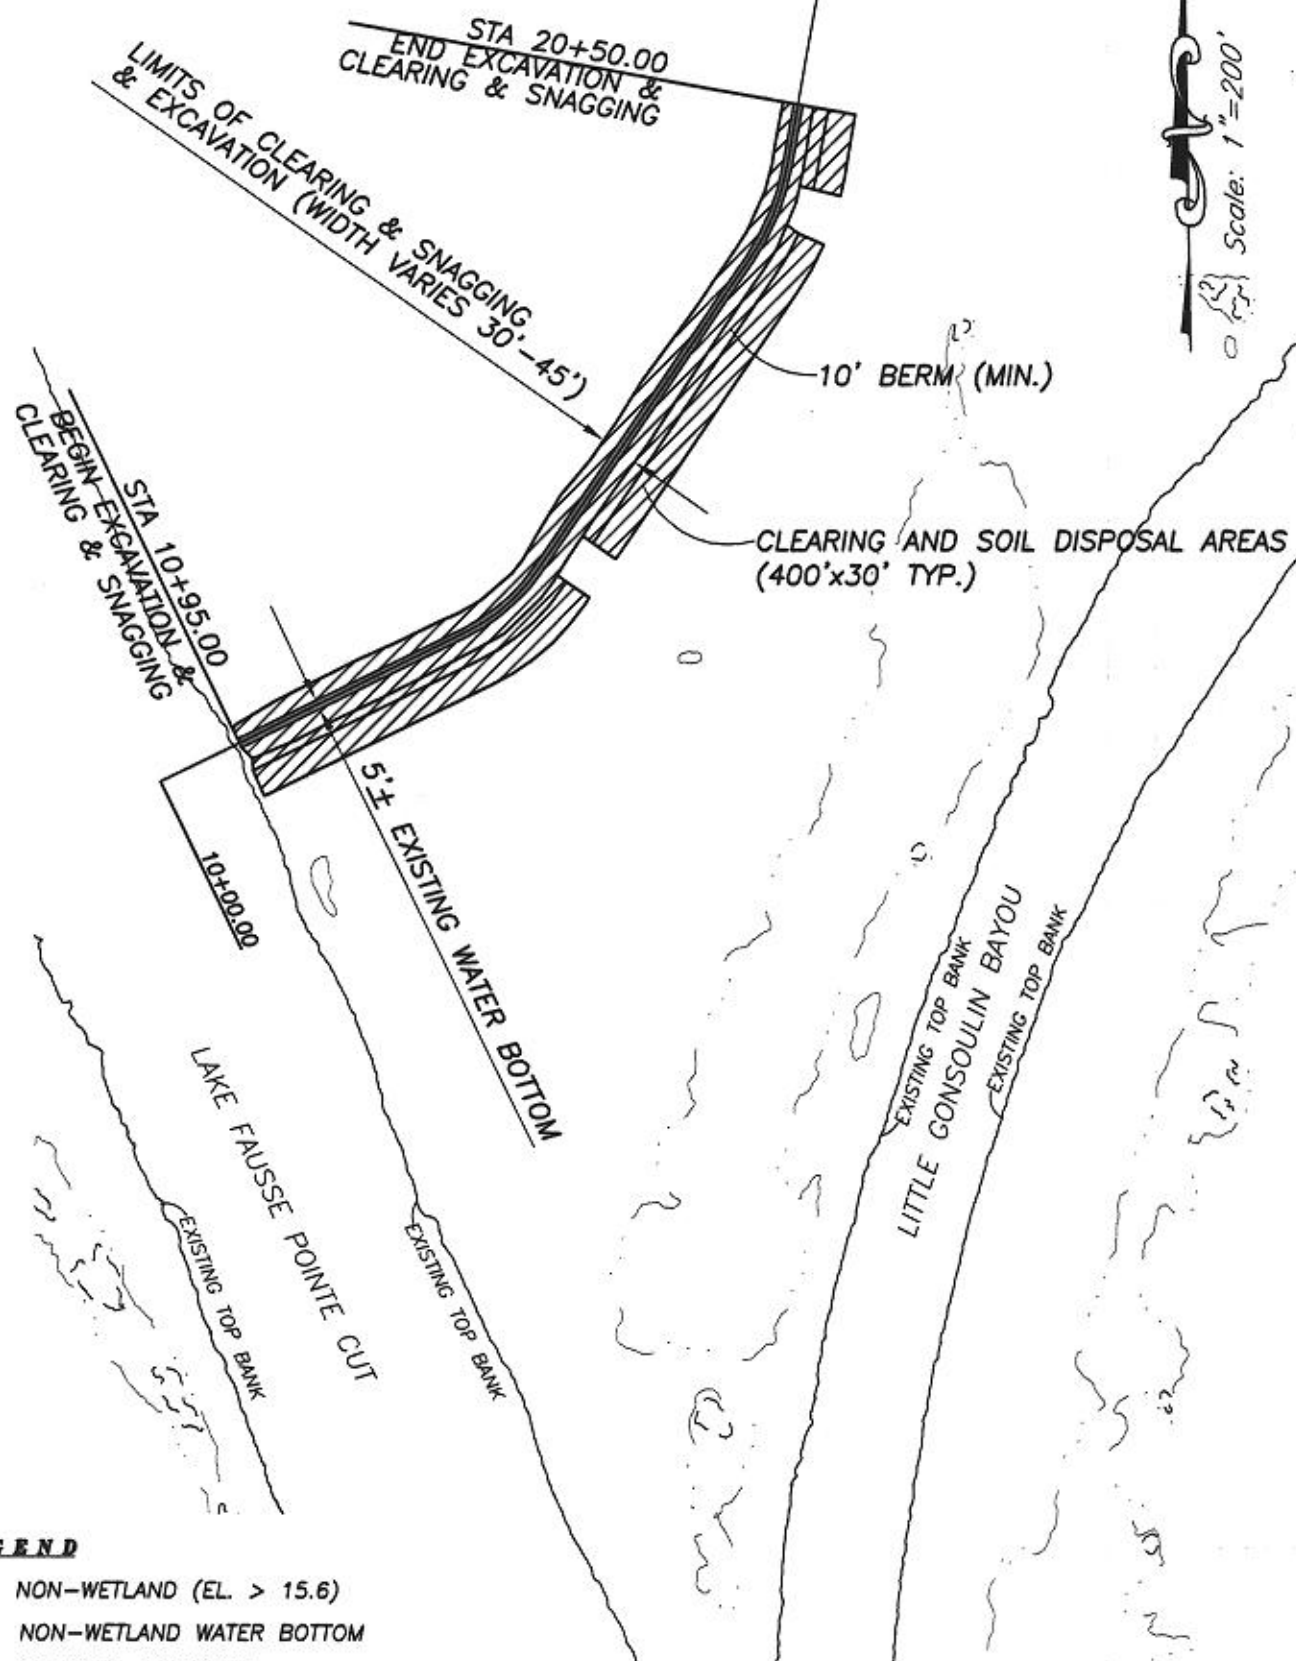 STA 20+50.00
END EXCAVATION &
CLEARING & SNAGGING
LIMITS OF CLEARING & SNAGGING
& EXCAVATION (WIDTH VARIES 30'-45')
Scale: 1"=200'
10' BERM (MIN.)
STA 10+95.00
BEGIN EXCAVATION &
CLEARING & SNAGGING
CLEARING AND SOIL DISPOSAL AREAS
(400'x30' TYP.)
5'± EXISTING WATER BOTTOM
10+00.00
LAKE FAUSSE POINTE CUT
EXISTING TOP BANK
EXISTING TOP BANK
EXISTING TOP BANK
LITTLE GONSOULIN BAYOU
EXISTING TOP BANK
GEND
NON-WETLAND (EL. > 15.6)
NON-WETLAND WATER BOTTOM